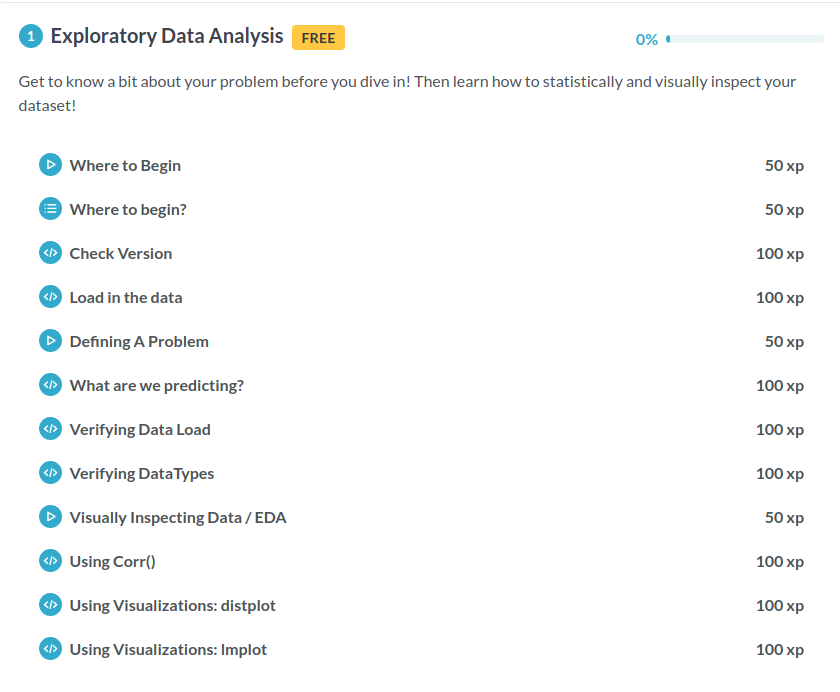 1 Exploratory Data Analysis FREE 0%
Get to know a bit about your problem before you dive in! Then learn how to statistically and visually inspect your
dataset!
Where to Begin 50 xp
Where to begin? 50 xp
Check Version 100 xp
Load in the data 100 xp
Defining A Problem 50 xp
What are we predicting? 100 xp
Verifying Data Load 100 xp
Verifying DataTypes 100 xp
Visually Inspecting Data / EDA 50 xp
Using Corr() 100 xp
Using Visualizations: distplot 100 xp
Using Visualizations: lmplot 100 xp